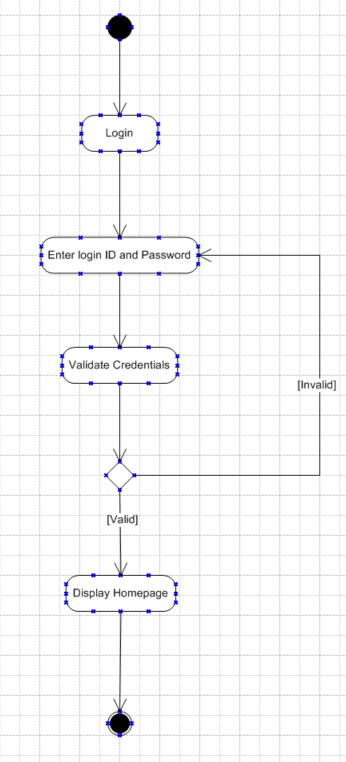 Login
Enter login ID and Password
Validate Credentials
[Invalid]
[Valid]
Display Homepage